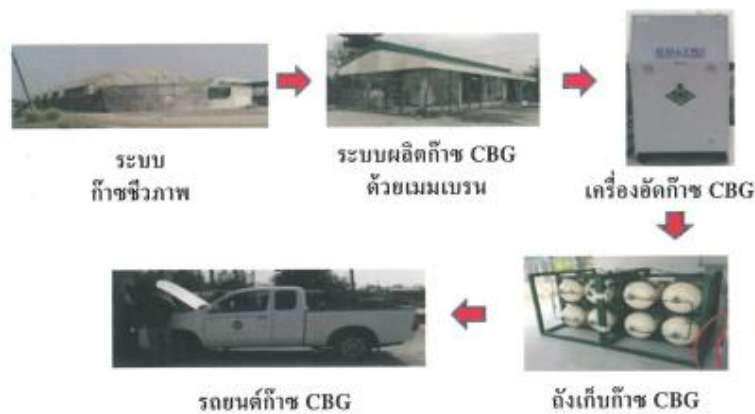 ระบบ
ก๊าซชีวภาพ
ระบบผลิตก๊าซ CBG
ด้วยเมมเบรน
เครื่องอัดก๊าซ CBG
รถยนต์ก๊าซ CBG
ถังเก็บก๊าซ CBG